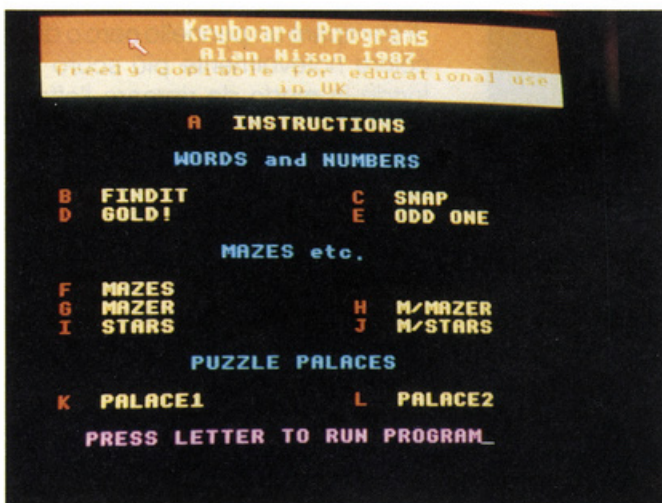 Keyboard Programs
Alan Nixon 1987
freely copiable for educational use
in UK
A INSTRUCTIONS
WORDS and NUMBERS
B FINDIT C SNAP
D GOLD! E ODD ONE
MAZES etc.
F MAZES
G MAZER H M/MAZER
I STARS J M/STARS
PUZZLE PALACES
K PALACE1 L PALACE2
PRESS LETTER TO RUN PROGRAM_